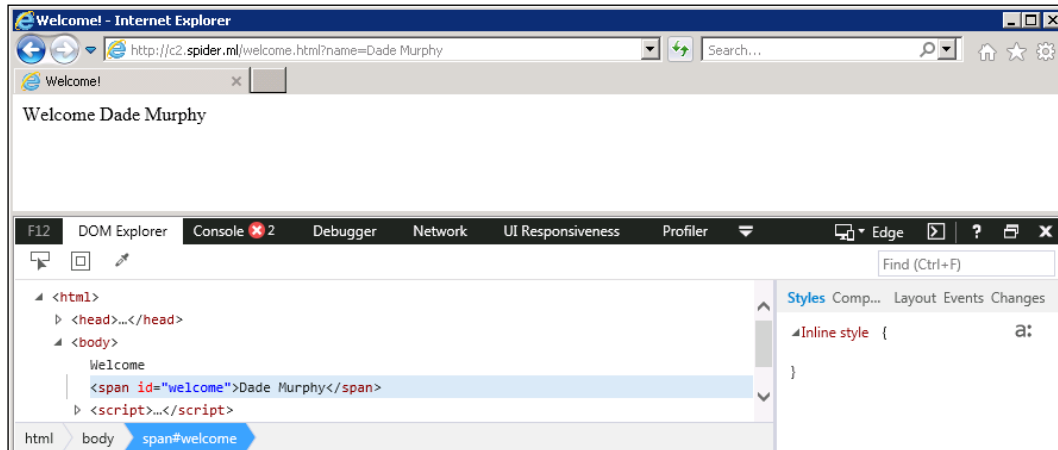 Welcome! - Internet Explorer
http://c2.spider.ml/welcome.html?name=Dade Murphy
Search...
Welcome!
Welcome Dade Murphy
F12 DOM Explorer Console 2 Debugger Network UI Responsiveness Profiler Edge ?
Find (Ctrl+F)
<html>
<head>…</head>
<body>
Welcome
<span id="welcome">Dade Murphy</span>
<script>…</script>
html body span#welcome
Styles Comp... Layout Events Changes
Inline style {
a:
}